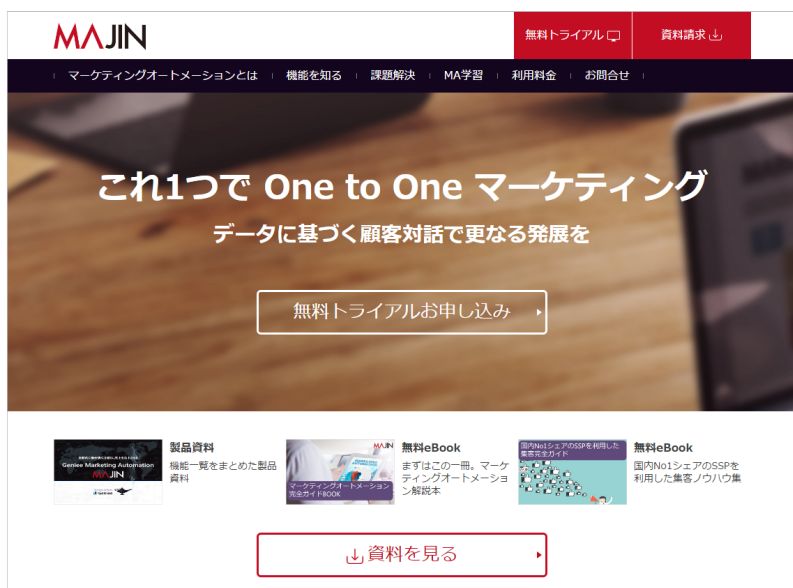 MAJIN
無料トライアル
資料請求
マーケティングオートメーションとは
機能を知る
課題解決
MA学習
利用料金
お問合せ
これ1つで One to One マーケティング
データに基づく顧客対話で更なる発展を
無料トライアルお申し込み
Geniee Marketing Automation
MAJIN
Geniee
製品資料
機能一覧をまとめた製品
資料
MAJIN
マーケティングオートメーション
完全ガイドBOOK
無料eBook
まずはこの一冊。マーケ
ティングオートメーショ
ン解説本
国内No1シェアのSSPを利用した
集客完全ガイド
無料eBook
国内No1シェアのSSPを
利用した集客ノウハウ集
資料を見る